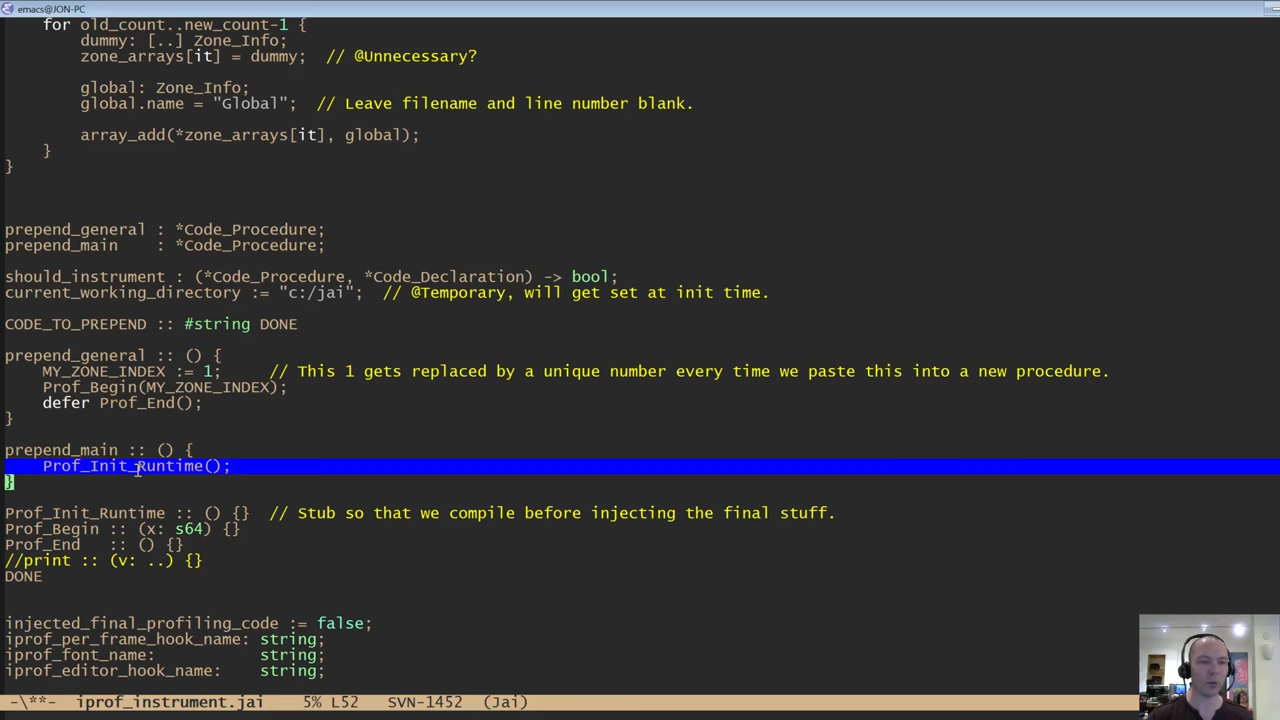 emacs@JON-PC
for old_count..new_count-1 {
dummy: [..] Zone_Info;
zone_arrays[it] = dummy;  // @Unnecessary?
global: Zone_Info;
global.name = "Global";  // Leave filename and line number blank.
array_add(*zone_arrays[it], global);
}
}
prepend_general : *Code_Procedure;
prepend_main    : *Code_Procedure;
should_instrument : (*Code_Procedure, *Code_Declaration) -> bool;
current_working_directory := "c:/jai";  // @Temporary, will get set at init time.
CODE_TO_PREPEND :: #string DONE
prepend_general :: () {
MY_ZONE_INDEX := 1;     // This 1 gets replaced by a unique number every time we paste this into a new procedure.
Prof_Begin(MY_ZONE_INDEX);
defer Prof_End();
}
prepend_main :: () {
Prof_Init_Runtime();
}
Prof_Init_Runtime :: () {}  // Stub so that we compile before injecting the final stuff.
Prof_Begin :: (x: s64) {}
Prof_End   :: () {}
//print :: (v: ..) {}
DONE
injected_final_profiling_code := false;
iprof_per_frame_hook_name: string;
iprof_font_name:           string;
iprof_editor_hook_name:    string;
-\**-  iprof_instrument.jai     5% L52    SVN-1452  (Jai)